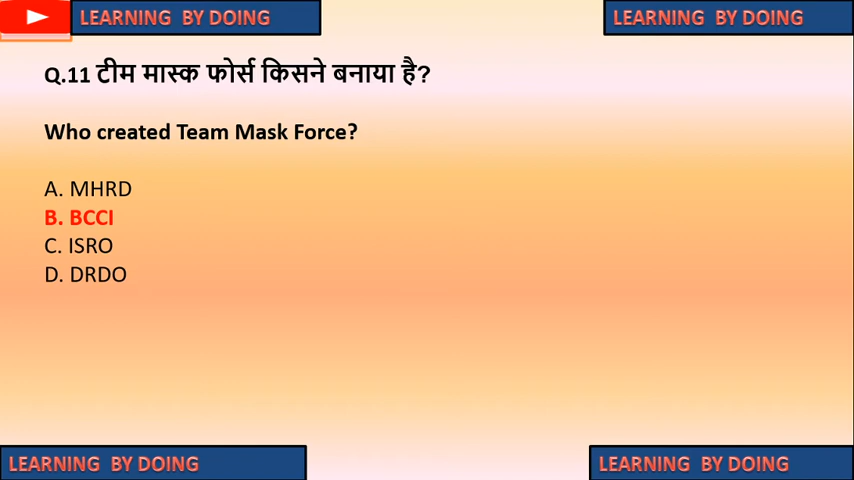 LEARNING BY DOING
LEARNING BY DOING
Q.11 टीम मास्क फोर्स किसने बनाया है?
Who created Team Mask Force?
A. MHRD
B. BCCI
C. ISRO
D. DRDO
LEARNING BY DOING
LEARNING BY DOING